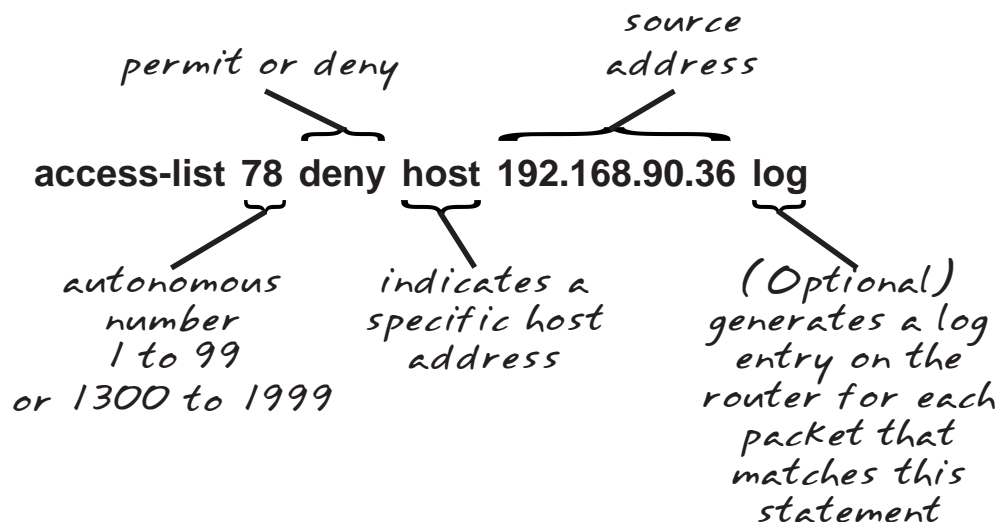 source
address
permit or deny
access-list 78 deny host 192.168.90.36 log
autonomous
number
1 to 99
or 1300 to 1999
indicates a
specific host
address
(Optional)
generates a log
entry on the
router for each
packet that
matches this
statement